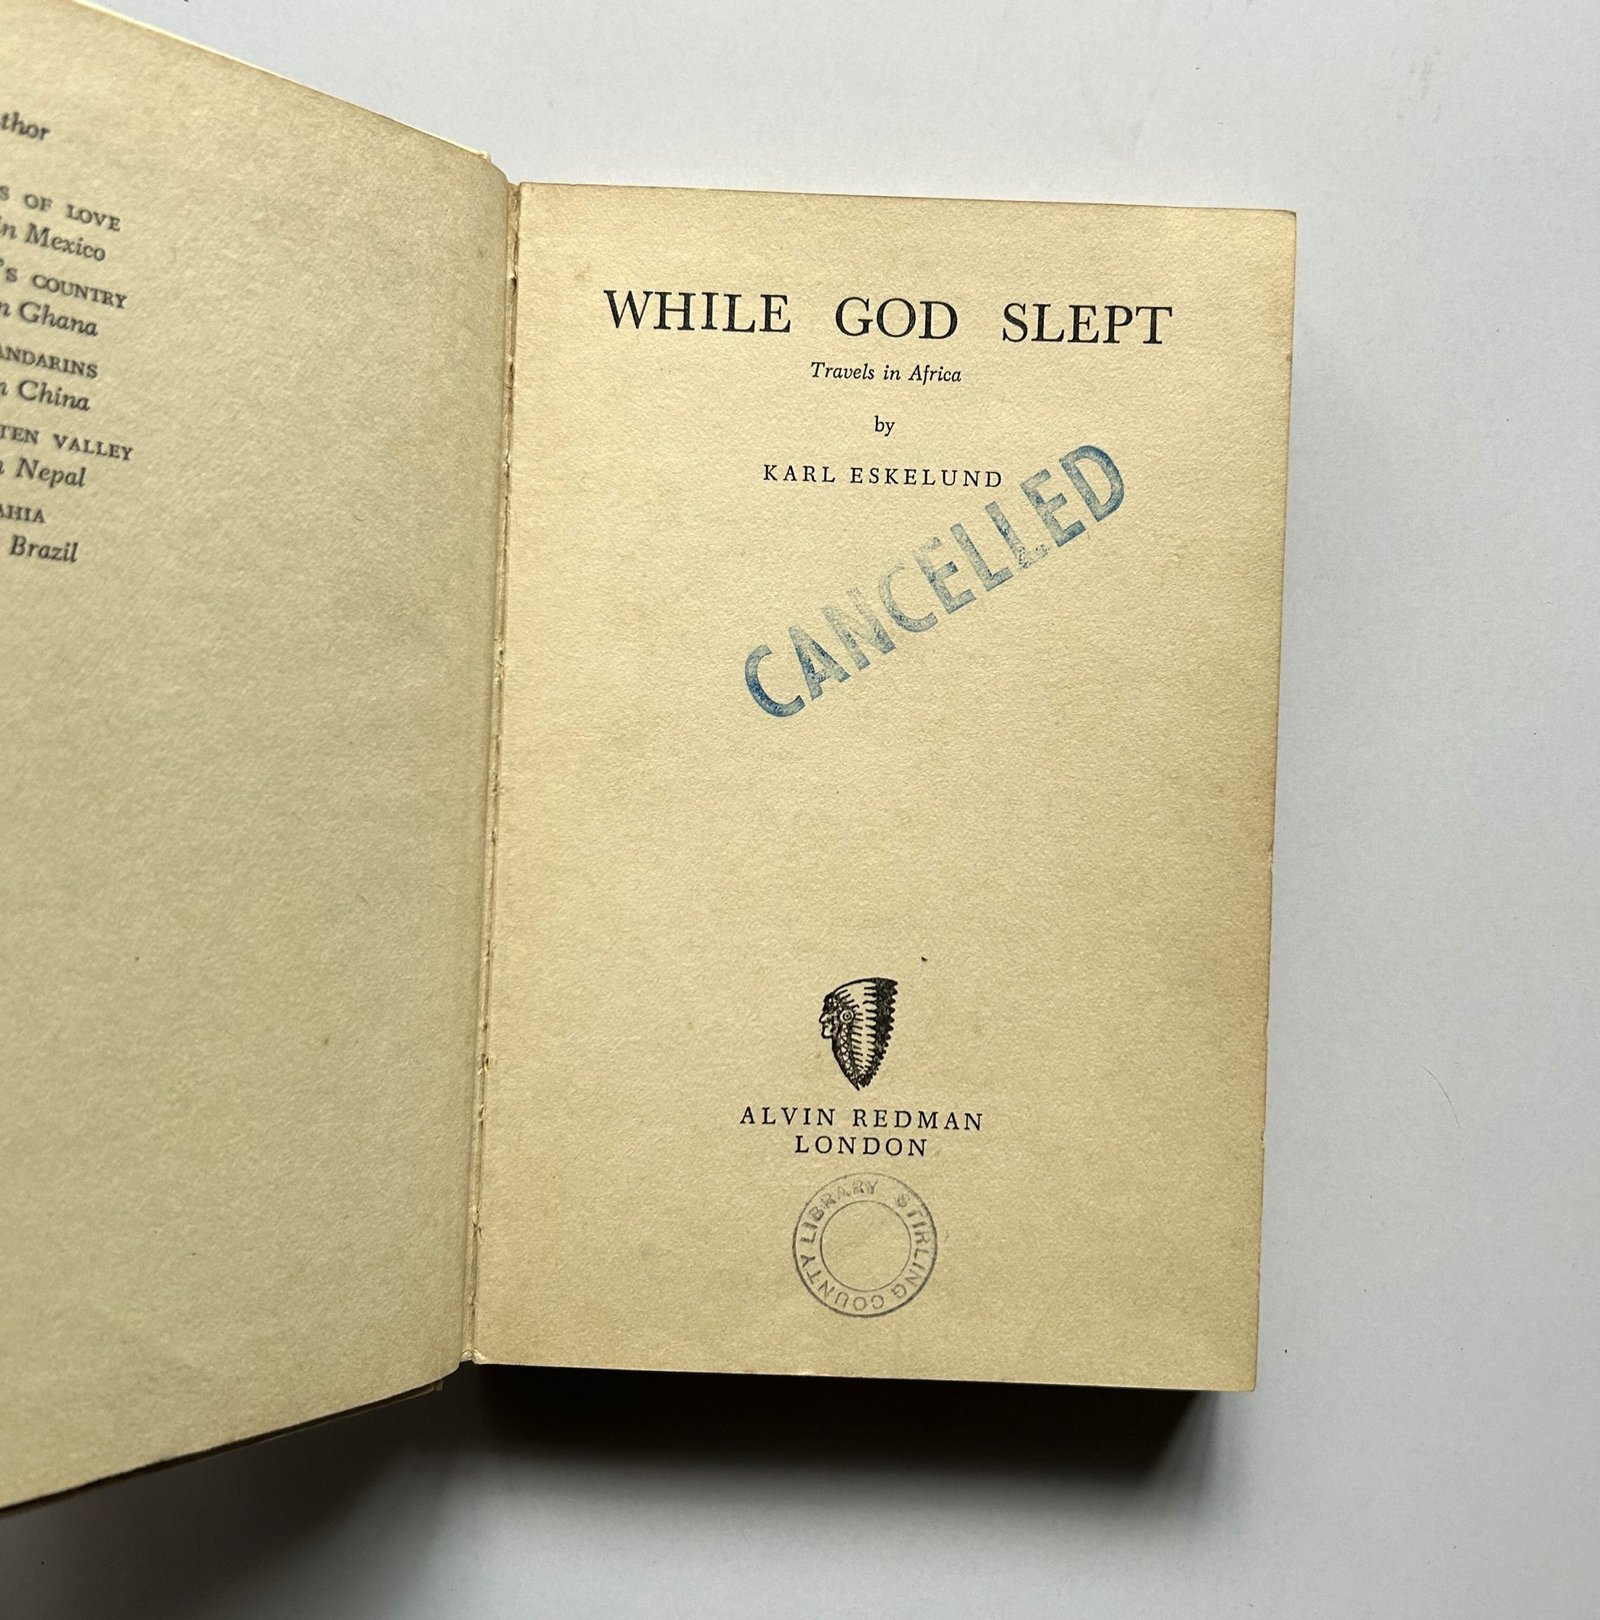 thor
S OF LOVE
in Mexico
'S COUNTRY
n Ghana
ANDARINS
n China
TEN VALLEY
n Nepal
AHIA
Brazil
WHILE GOD SLEPT
Travels in Africa
by
KARL ESKELUND
CANCELLED
ALVIN REDMAN
LONDON
STIRLING COUNTY LIBRARY